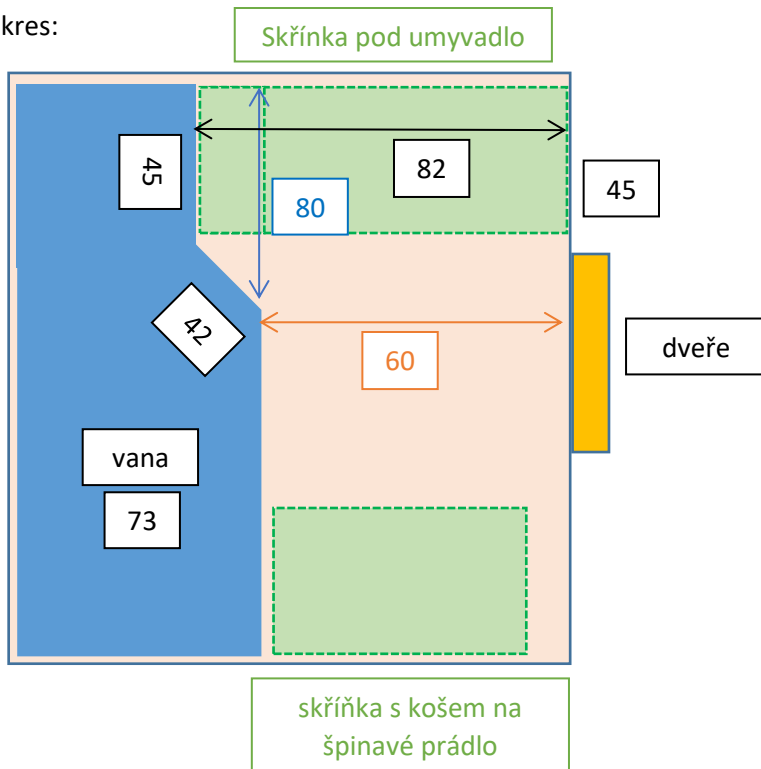 kres:
Skřínka pod umyvadlo
45
82
45
80
42
60
dveře
vana
73
skříňka s košem na
špinavé prádlo